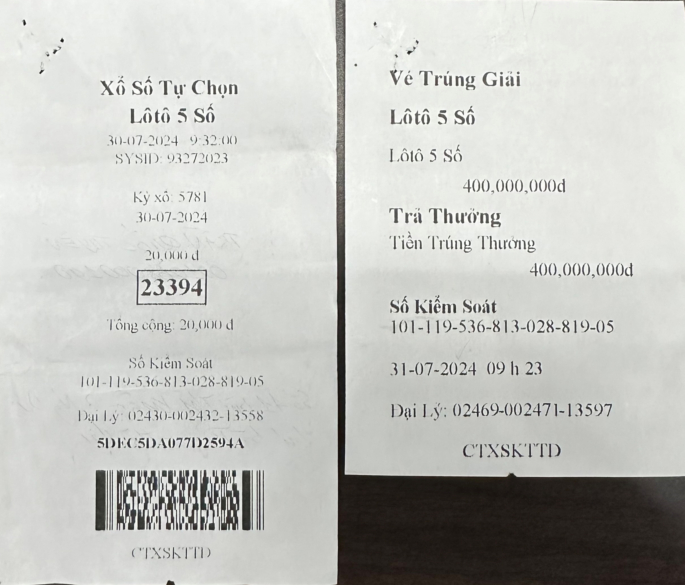 Xổ Số Tự Chọn
Lôtô 5 Số
30-07-2024 9:32:00
SYSID: 93272023
Kỳ xổ: 5781
30-07-2024
20,000 đ
23394
Tổng cộng: 20,000 đ
Số Kiểm Soát
101-119-536-813-028-819-05
Đại Lý: 02430-002432-13558
5DEC5DA077D2594A
CTXSKTTD
Vé Trúng Giải
Lôtô 5 Số
Lôtô 5 Số
400,000,000đ
Trả Thưởng
Tiền Trúng Thưởng
400,000,000đ
Số Kiểm Soát
101-119-536-813-028-819-05
31-07-2024 09 h 23
Đại Lý: 02469-002471-13597
CTXSKTTD